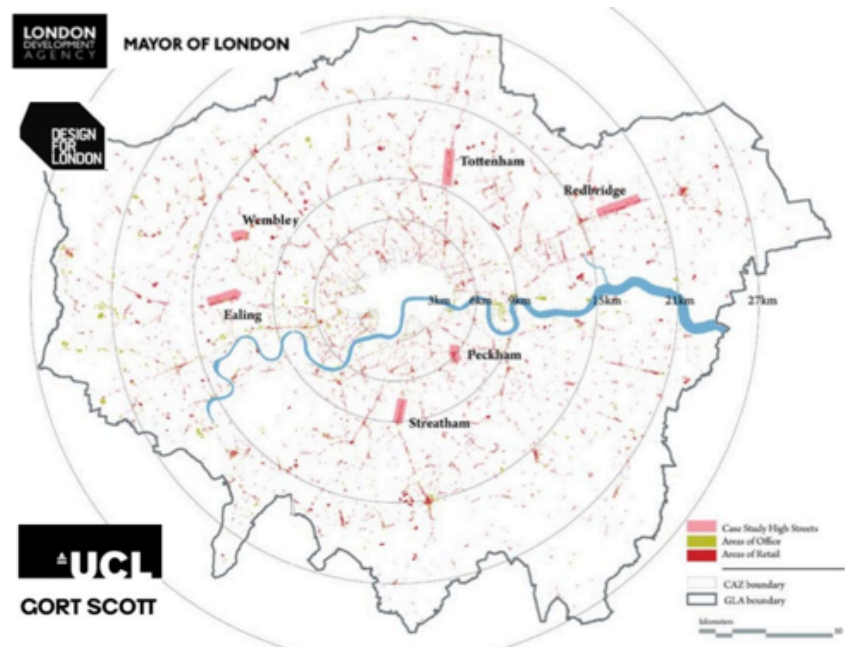 LONDON
DEVELOPMENT
AGENCY
MAYOR OF LONDON
DESIGN
FOR
LONDON
Tottenham
Redbridge
Wembley
Ealing
3km 6km 9km 15km 21km 27km
Peckham
Streatham
Case Study High Streets
Areas of Office
Areas of Retail
CAZ boundary
GLA boundary
kilometers
10
UCL
GORT SCOTT